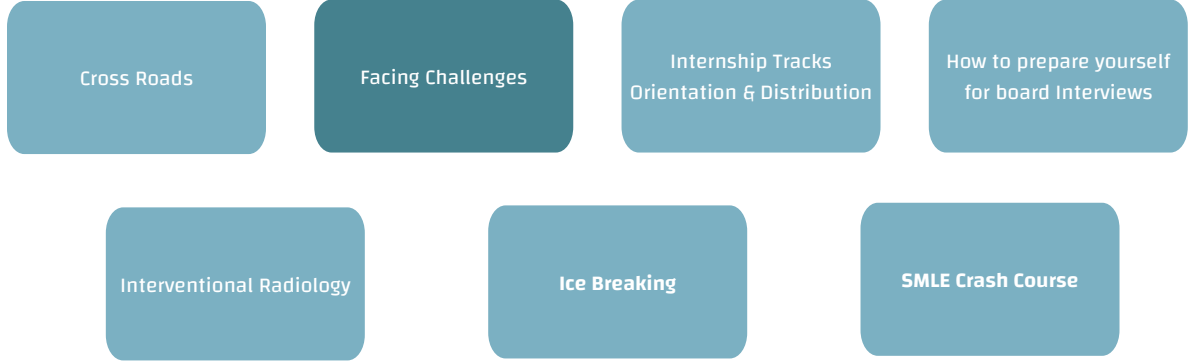 Cross Roads
Facing Challenges
Internship Tracks
Orientation & Distribution
How to prepare yourself
for board Interviews
Interventional Radiology
Ice Breaking
SMLE Crash Course